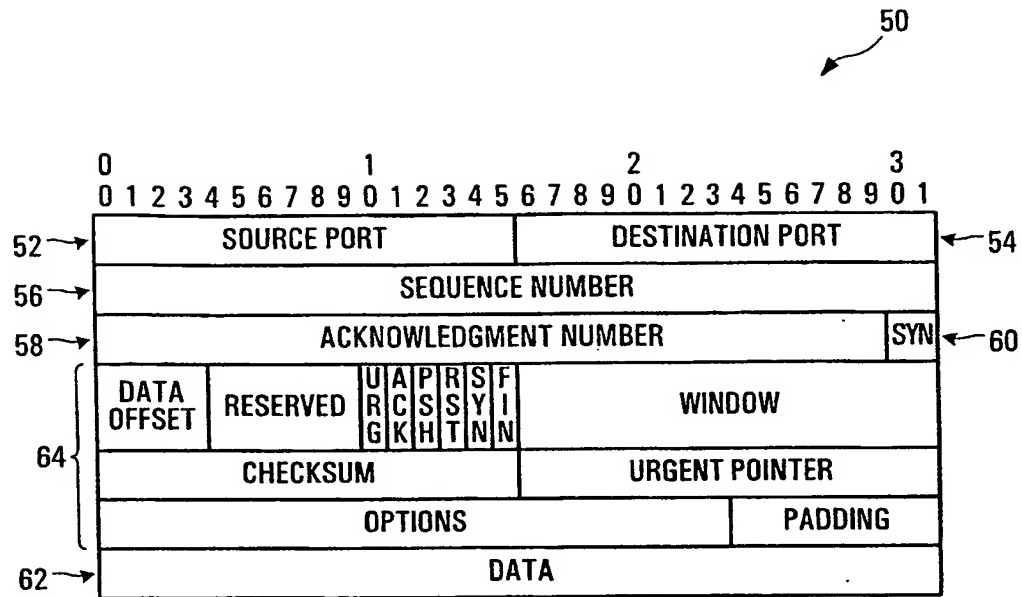 50
0 1 2 3
0 1 2 3 4 5 6 7 8 9 0 1 2 3 4 5 6 7 8 9 0 1 2 3 4 5 6 7 8 9 0 1
52 SOURCE PORT DESTINATION PORT 54
56 SEQUENCE NUMBER
58 ACKNOWLEDGMENT NUMBER SYN 60
64 DATA OFFSET RESERVED URG ACK PSH RST SYN FIN WINDOW
CHECKSUM URGENT POINTER
OPTIONS PADDING
62 DATA